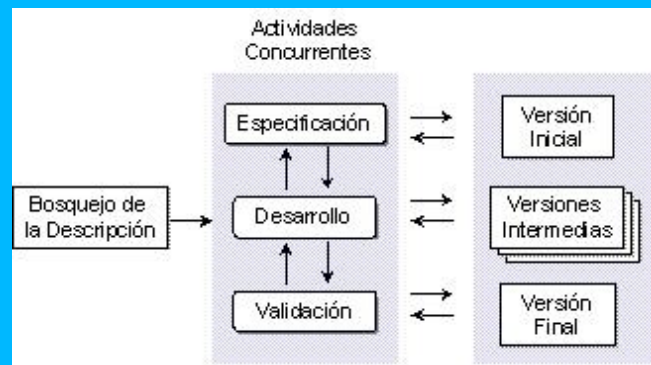 Actividades
Concurrentes
Especificación
Versión
Inicial
Bosquejo de
la Descripción
Desarrollo
Versiones
Intermedias
Validación
Versión
Final